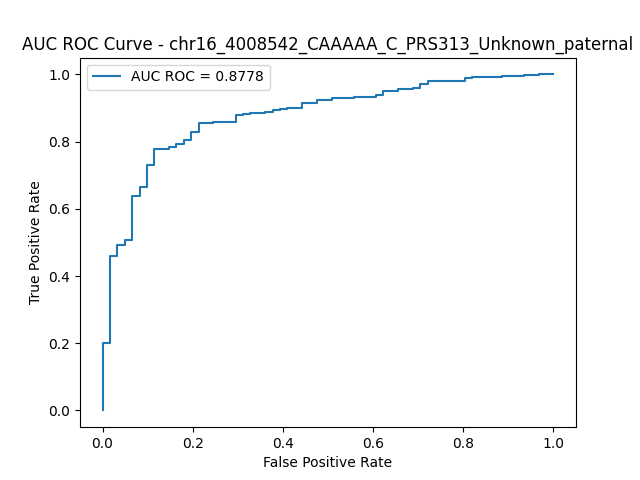 AUC ROC Curve - chr16_4008542_CAAAAA_C_PRS313_Unknown_paternal
AUC ROC = 0.8778
1.0
0.8
0.6
0.4
0.2
0.0
True Positive Rate
0.0 0.2 0.4 0.6 0.8 1.0
False Positive Rate